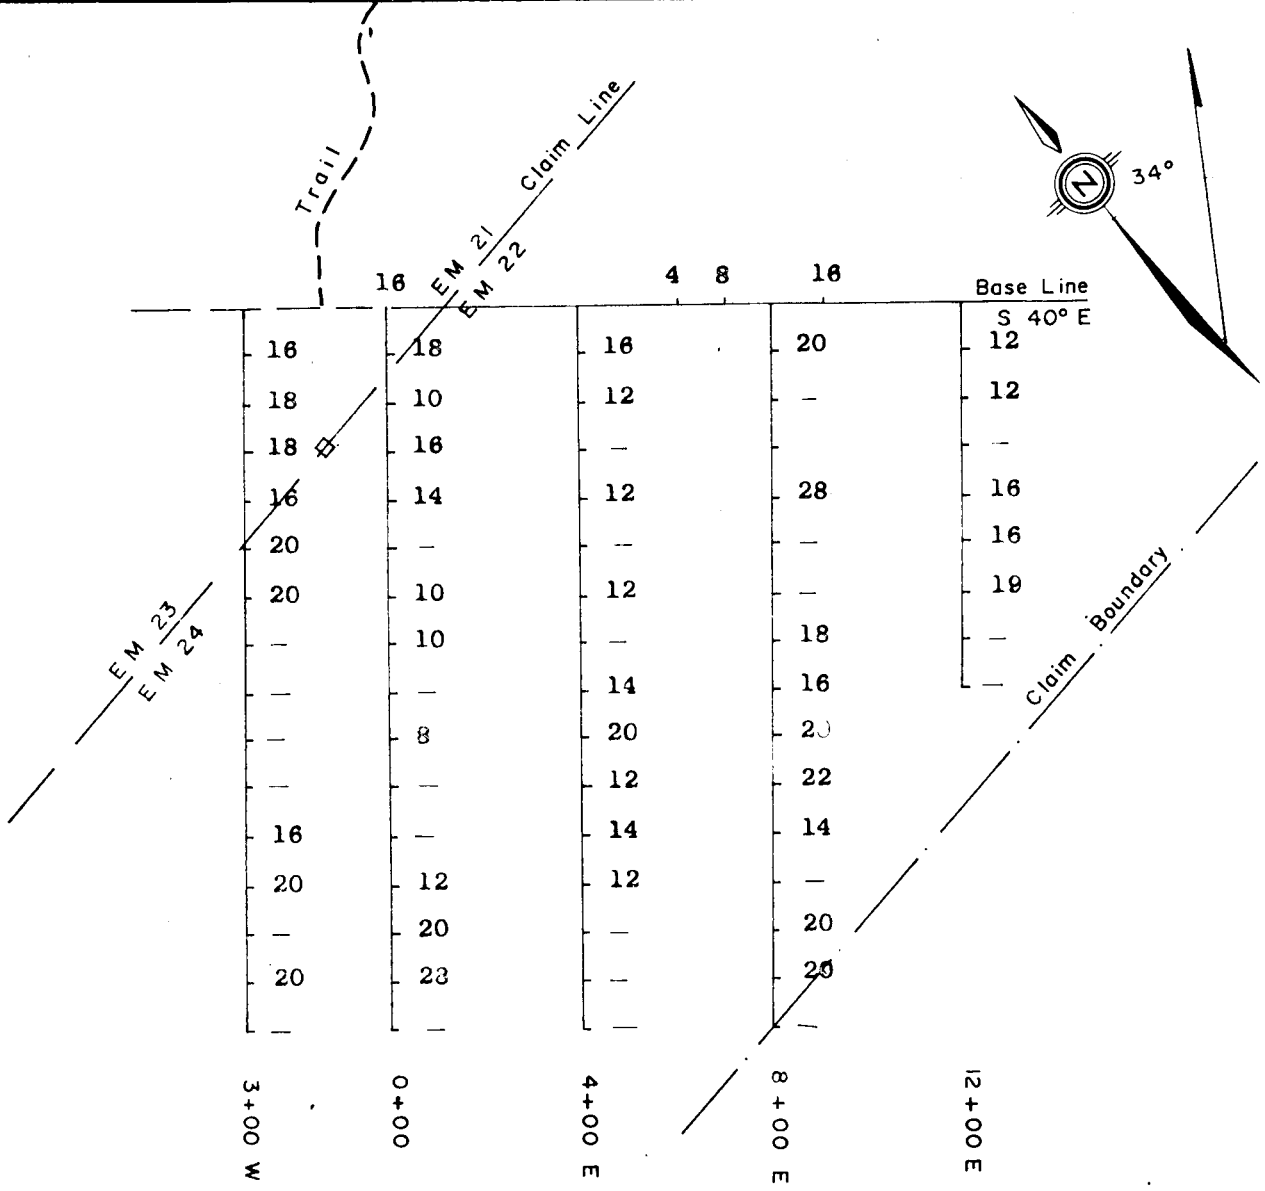 Trail
Claim Line
EM 21
EM 22
N
34°
16 4 8 16
Base Line
S 40° E
16 18 16 20 12
18 10 12 — 12
18 16 — —
16 14 12 28 16
20 — — — 16
20 10 12 — 19
— 10 — 18 —
— — 14 16 —
— 8 20
— — 12 22
16 — 14 14
20 12 12 —
— 20 — 20
20 —
— — — —
EM 23
EM 24
Claim Boundary
3+00 W
0+00
4+00 E
8+00 E
12+00 E